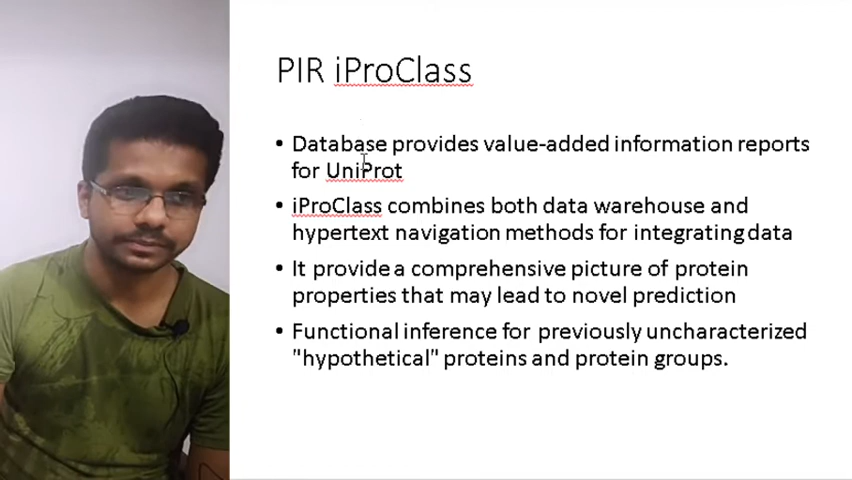 PIR iProClass
• Database provides value-added information reports
for UniProt
• iProClass combines both data warehouse and
hypertext navigation methods for integrating data
• It provide a comprehensive picture of protein
properties that may lead to novel prediction
• Functional inference for previously uncharacterized
"hypothetical" proteins and protein groups.